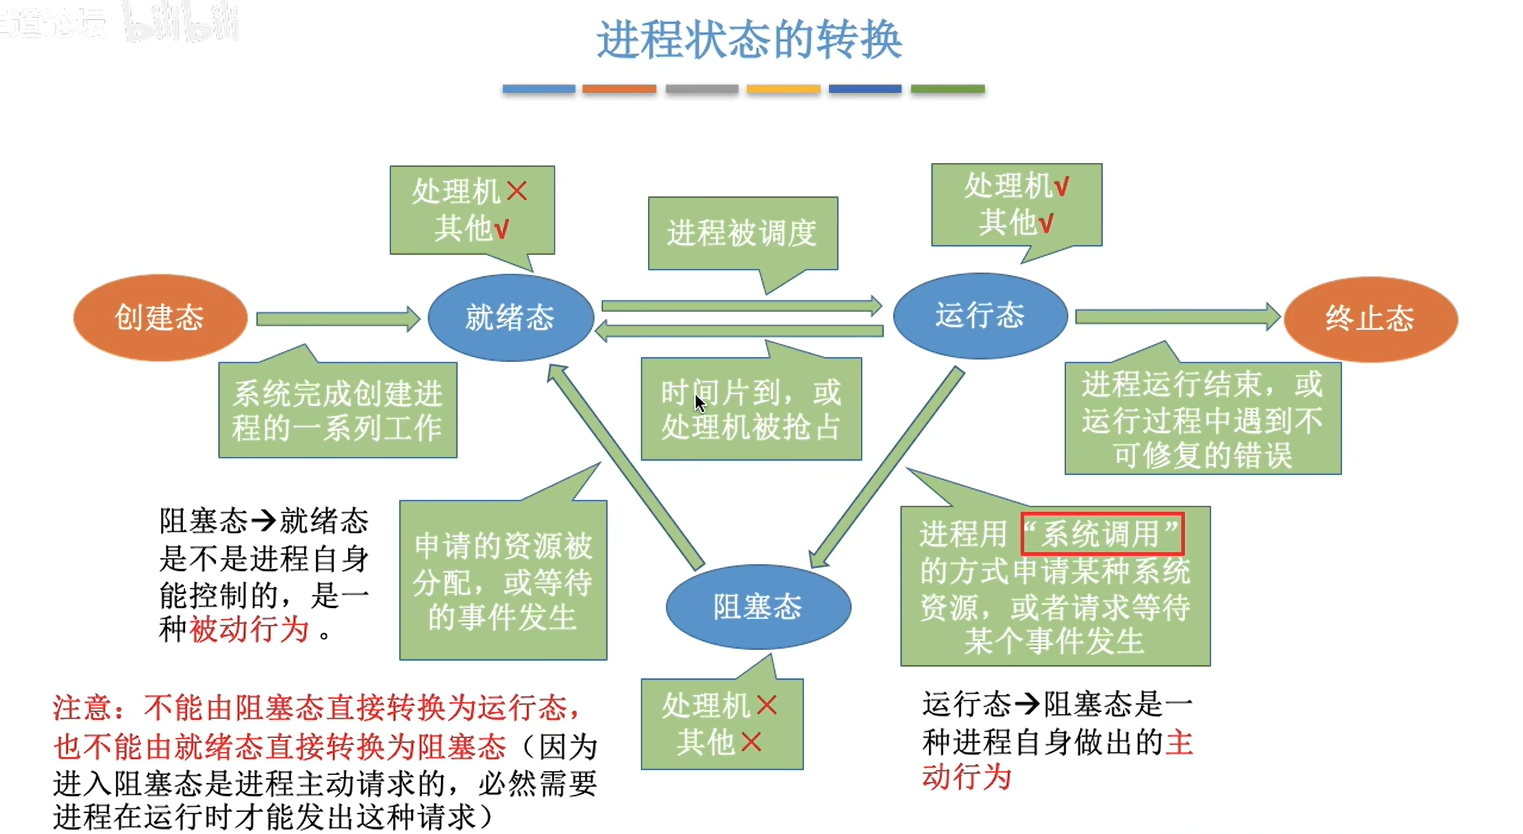 道论坛 bilibili
进程状态的转换
处理机×
其他√
进程被调度
处理机√
其他√
创建态
就绪态
运行态
终止态
系统完成创建进
程的一系列工作
时间片到，或
处理机被抢占
进程运行结束，或
运行过程中遇到不
可修复的错误
阻塞态→就绪态
是不是进程自身
能控制的，是一
种被动行为 。
申请的资源被
分配，或等待
的事件发生
进程用“系统调用”
的方式申请某种系统
资源，或者请求等待
某个事件发生
阻塞态
处理机×
其他×
注意：不能由阻塞态直接转换为运行态，
也不能由就绪态直接转换为阻塞态（因为
进入阻塞态是进程主动请求的，必然需要
进程在运行时才能发出这种请求）
运行态→阻塞态是一
种进程自身做出的主
动行为